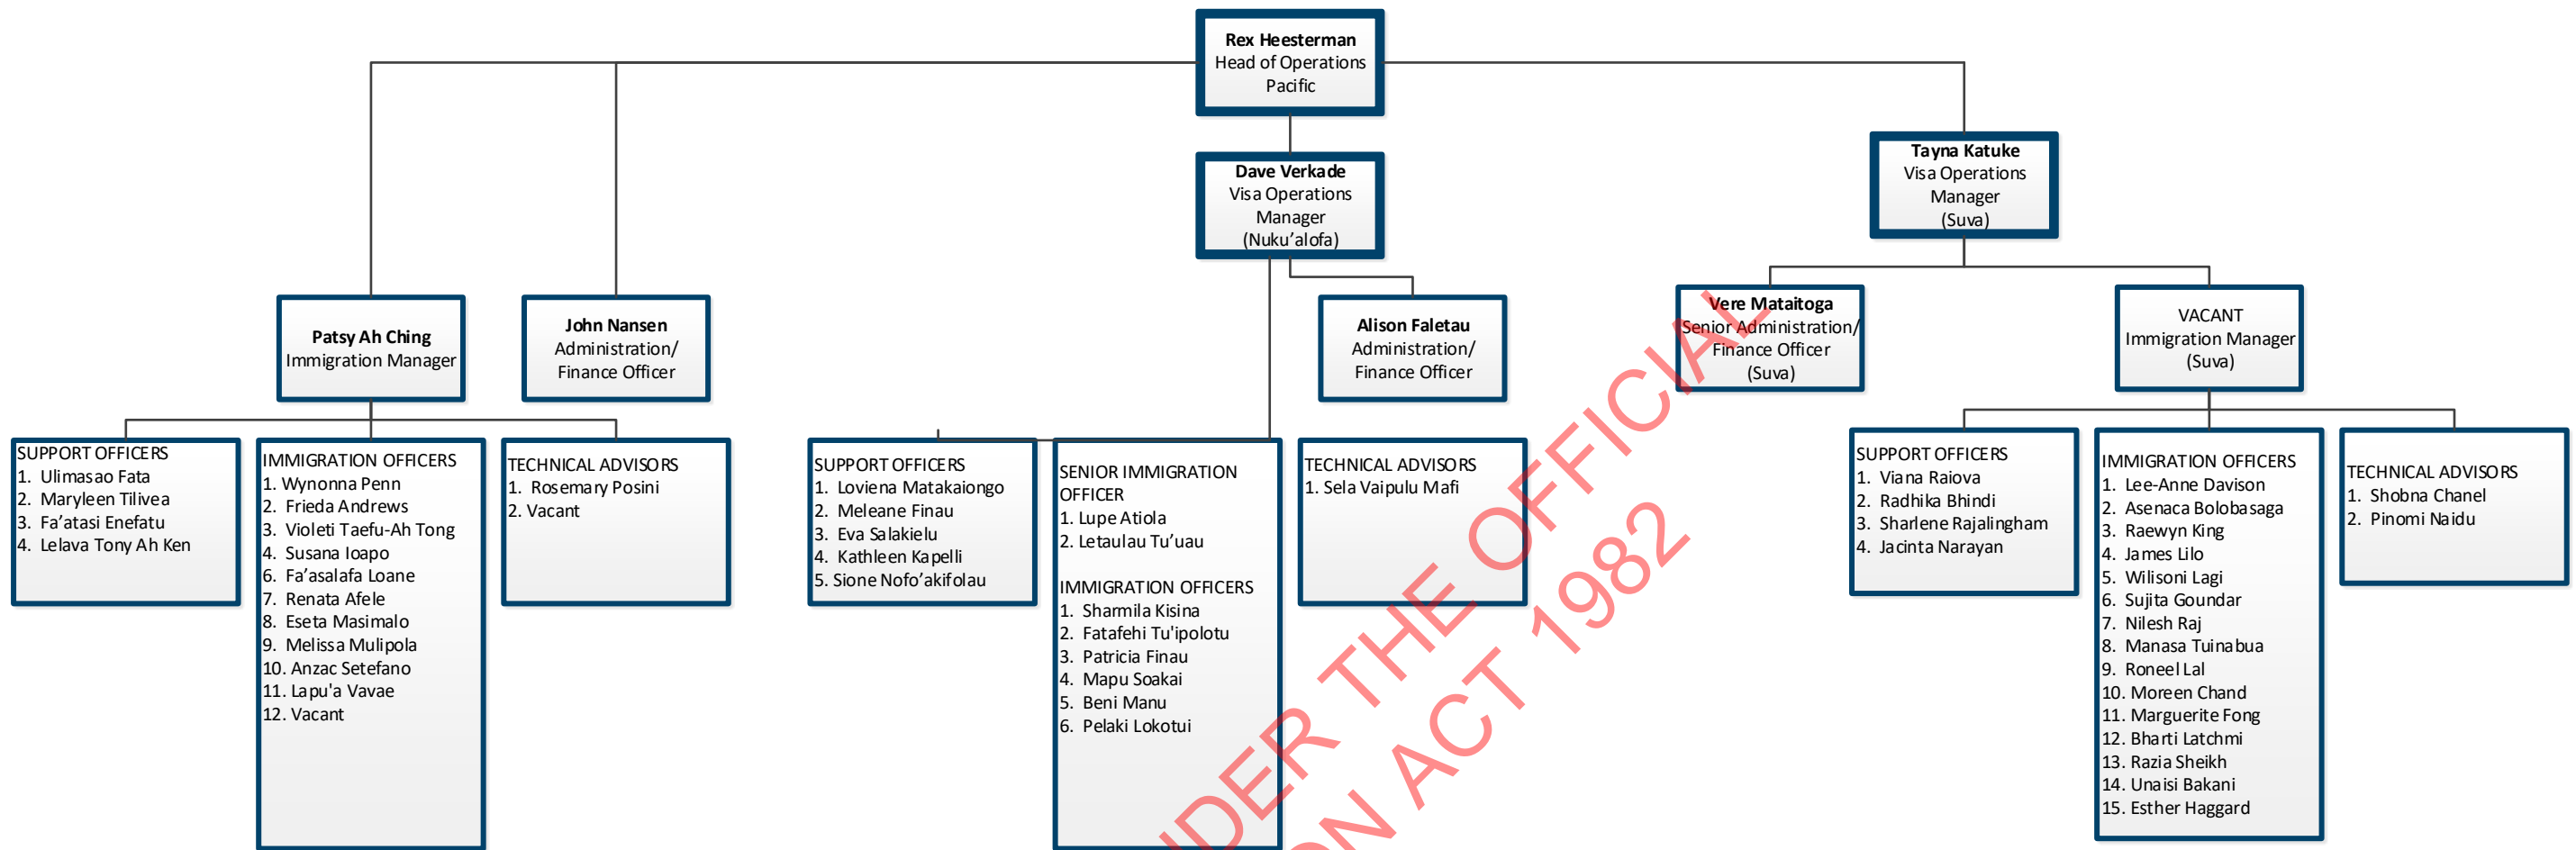 Rex Heesterman
Head of Operations
Pacific
Dave Verkade
Visa Operations
Manager
(Nuku’alofa)
Tayna Katuke
Visa Operations
Manager
(Suva)
Patsy Ah Ching
Immigration Manager
John Nansen
Administration/
Finance Officer
Alison Faletau
Administration/
Finance Officer
Vere Mataitoga
Senior Administration/
Finance Officer
(Suva)
VACANT
Immigration Manager
(Suva)
SUPPORT OFFICERS
1. Ulimasao Fata
2. Maryleen Tilivea
3. Fa’atasi Enefatu
4. Lelava Tony Ah Ken
IMMIGRATION OFFICERS
1. Wynonna Penn
2. Frieda Andrews
3. Violeti Taefu-Ah Tong
4. Susana Ioapo
6. Fa’asalafa Loane
7. Renata Afele
8. Eseta Masimalo
9. Melissa Mulipola
10. Anzac Setefano
11. Lapu'a Vavae
12. Vacant
TECHNICAL ADVISORS
1. Rosemary Posini
2. Vacant
SUPPORT OFFICERS
1. Loviena Matakaiongo
2. Meleane Finau
3. Eva Salakielu
4. Kathleen Kapelli
5. Sione Nofo’akifolau
SENIOR IMMIGRATION
OFFICER
1. Lupe Atiola
2. Letaulau Tu’uau
IMMIGRATION OFFICERS
1. Sharmila Kisina
2. Fatafehi Tu'ipolotu
3. Patricia Finau
4. Mapu Soakai
5. Beni Manu
6. Pelaki Lokotui
TECHNICAL ADVISORS
1. Sela Vaipulu Mafi
SUPPORT OFFICERS
1. Viana Raiova
2. Radhika Bhindi
3. Sharlene Rajalingham
4. Jacinta Narayan
IMMIGRATION OFFICERS
1. Lee-Anne Davison
2. Asenaca Bolobasaga
3. Raewyn King
4. James Lilo
5. Wilisoni Lagi
6. Sujita Goundar
7. Nilesh Raj
8. Manasa Tuinabua
9. Roneel Lal
10. Moreen Chand
11. Marguerite Fong
12. Bharti Latchmi
13. Razia Sheikh
14. Unaisi Bakani
15. Esther Haggard
TECHNICAL ADVISORS
1. Shobna Chanel
2. Pinomi Naidu
THE OFFICIAL
ACT 1982